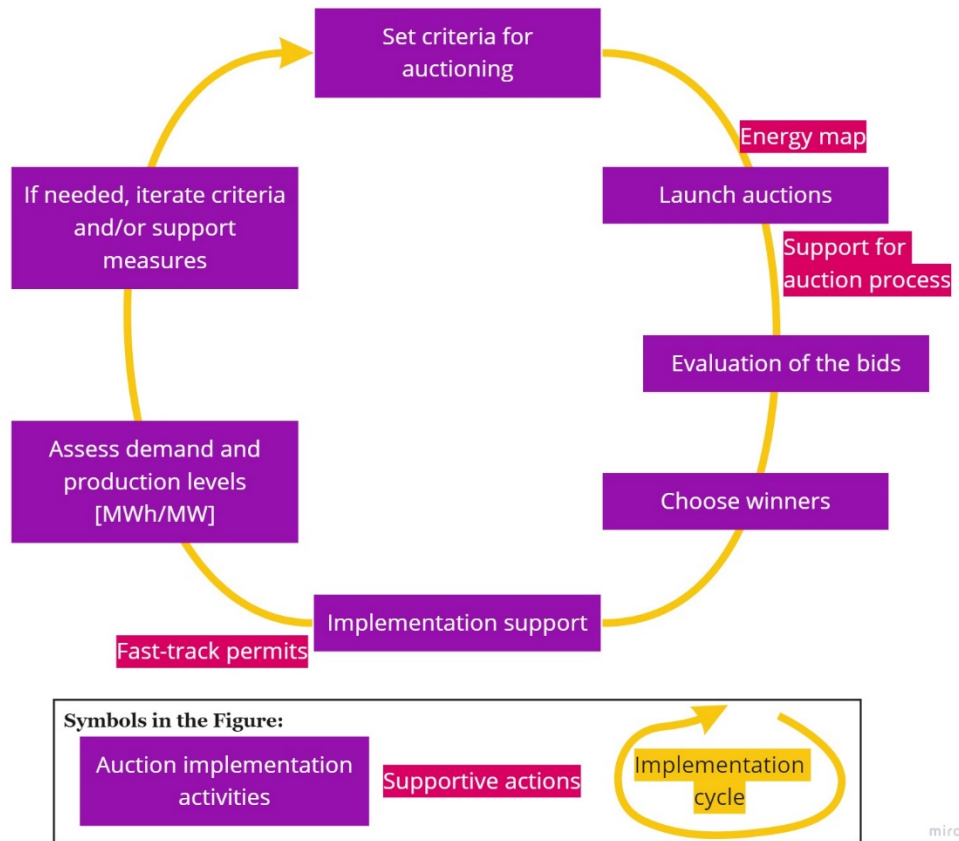 Set criteria for
auctioning
Energy map
Launch auctions
Support for
auction process
Evaluation of the bids
Choose winners
Implementation support
Fast-track permits
Assess demand and
production levels
[MWh/MW]
If needed, iterate criteria
and/or support
measures
Symbols in the Figure:
Auction implementation
activities
Supportive actions
Implementation
cycle
miro